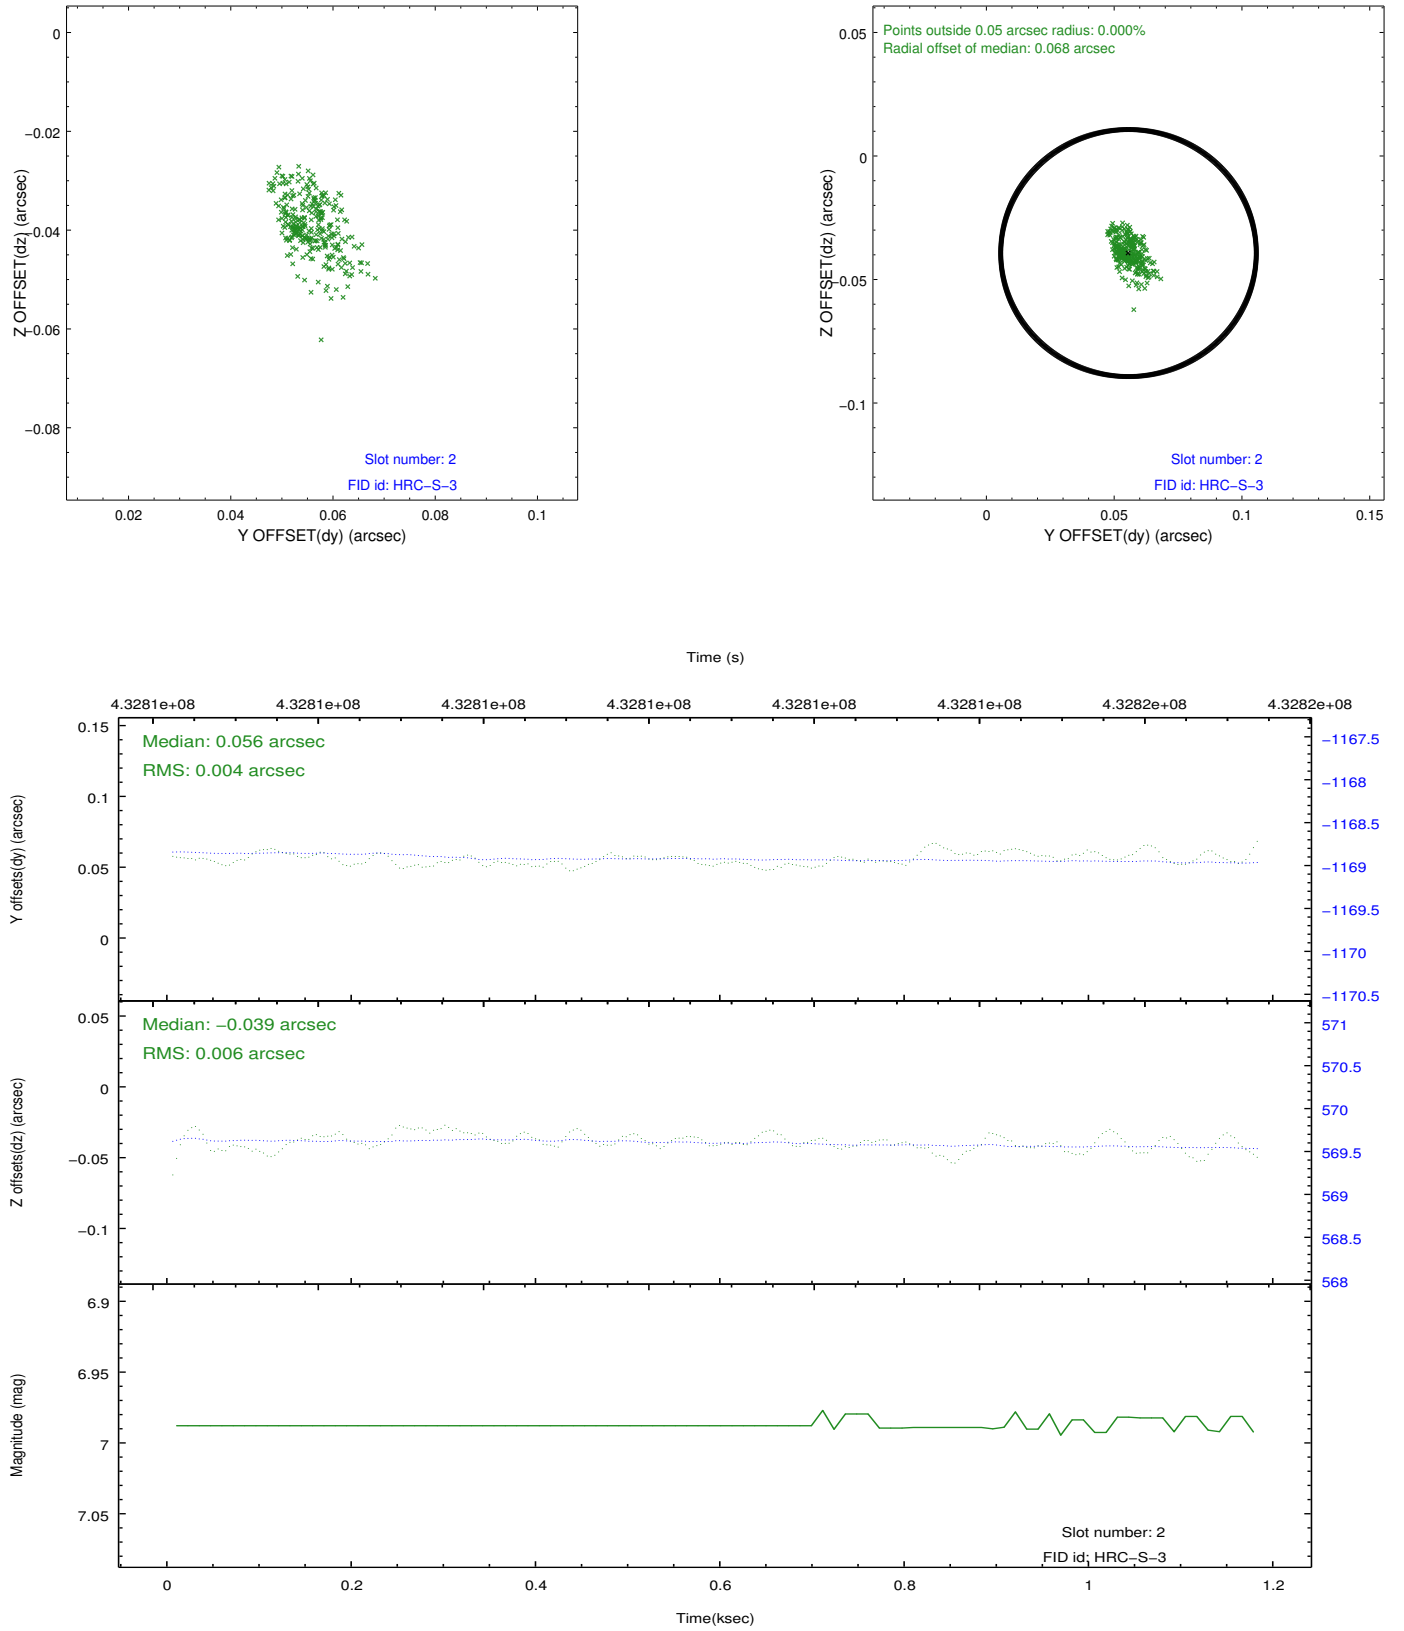 0
−0.02
−0.04
−0.06
−0.08
Z OFFSET(dz) (arcsec)
Slot number: 2
FID id: HRC−S−3
0.02 0.04 0.06 0.08 0.1
Y OFFSET(dy) (arcsec)
Points outside 0.05 arcsec radius: 0.000%
Radial offset of median: 0.068 arcsec
0.05
0
−0.05
−0.1
Z OFFSET(dz) (arcsec)
Slot number: 2
FID id: HRC−S−3
0 0.05 0.1 0.15
Y OFFSET(dy) (arcsec)
Time (s)
4.3281e+08 4.3281e+08 4.3281e+08 4.3281e+08 4.3281e+08 4.3281e+08 4.3282e+08 4.3282e+08
Median: 0.056 arcsec
RMS: 0.004 arcsec
0.15
0.1
0.05
0
Y offsets(dy) (arcsec)
−1167.5
−1168
−1168.5
−1169
−1169.5
−1170
−1170.5
Median: −0.039 arcsec
RMS: 0.006 arcsec
0.05
0
−0.05
−0.1
Z offsets(dz) (arcsec)
571
570.5
570
569.5
569
568.5
568
6.9
6.95
7
7.05
Magnitude (mag)
Slot number: 2
FID id: HRC−S−3
0 0.2 0.4 0.6 0.8 1 1.2
Time(ksec)